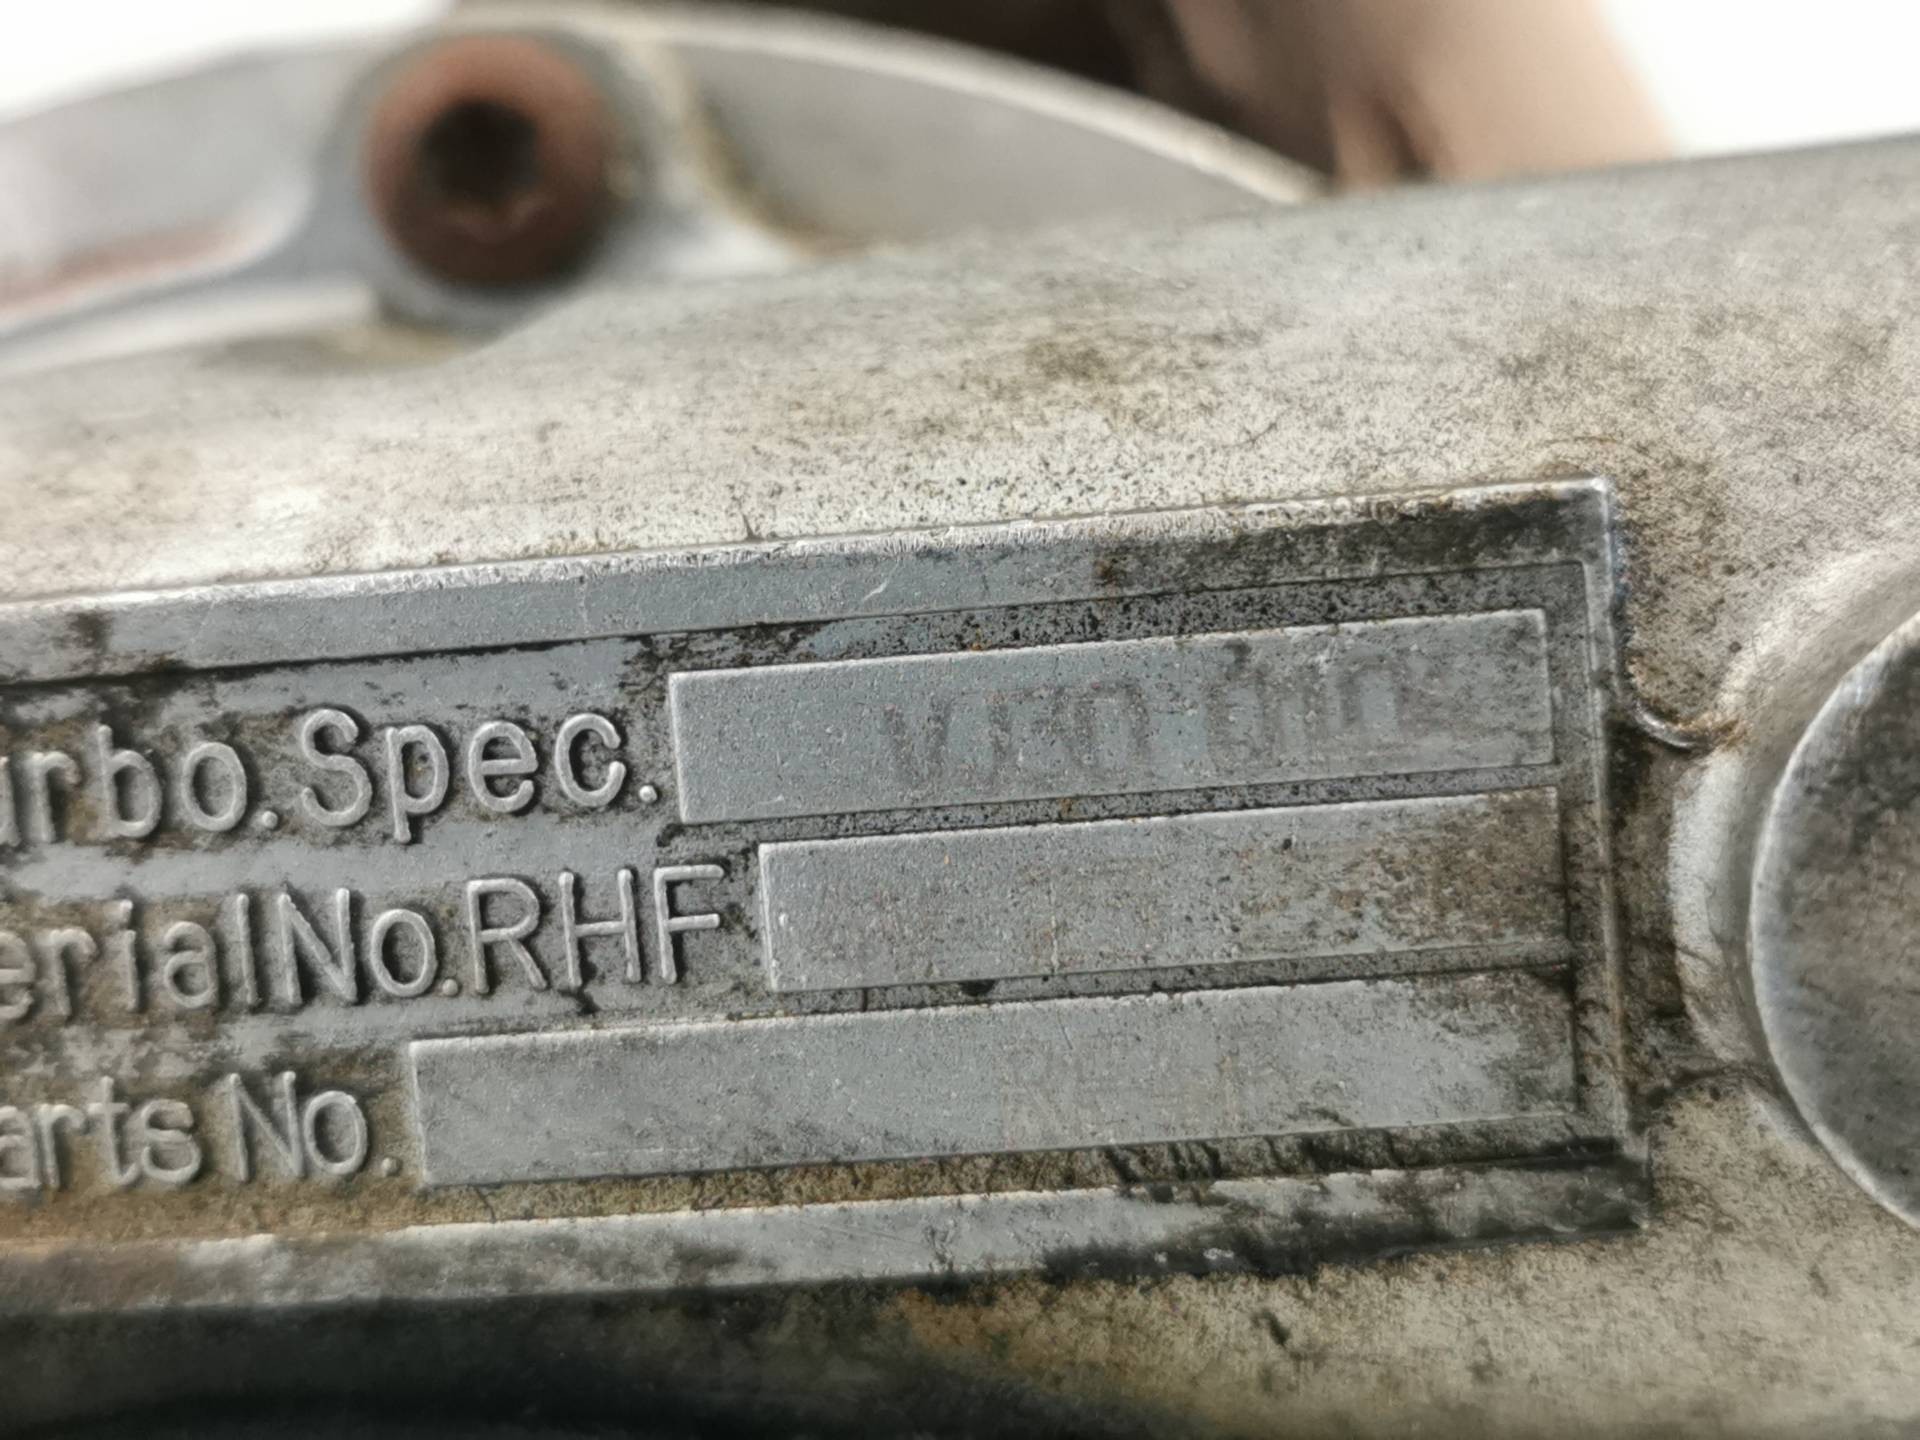 urbo.Spec.
erialNo.RHF
arts No.